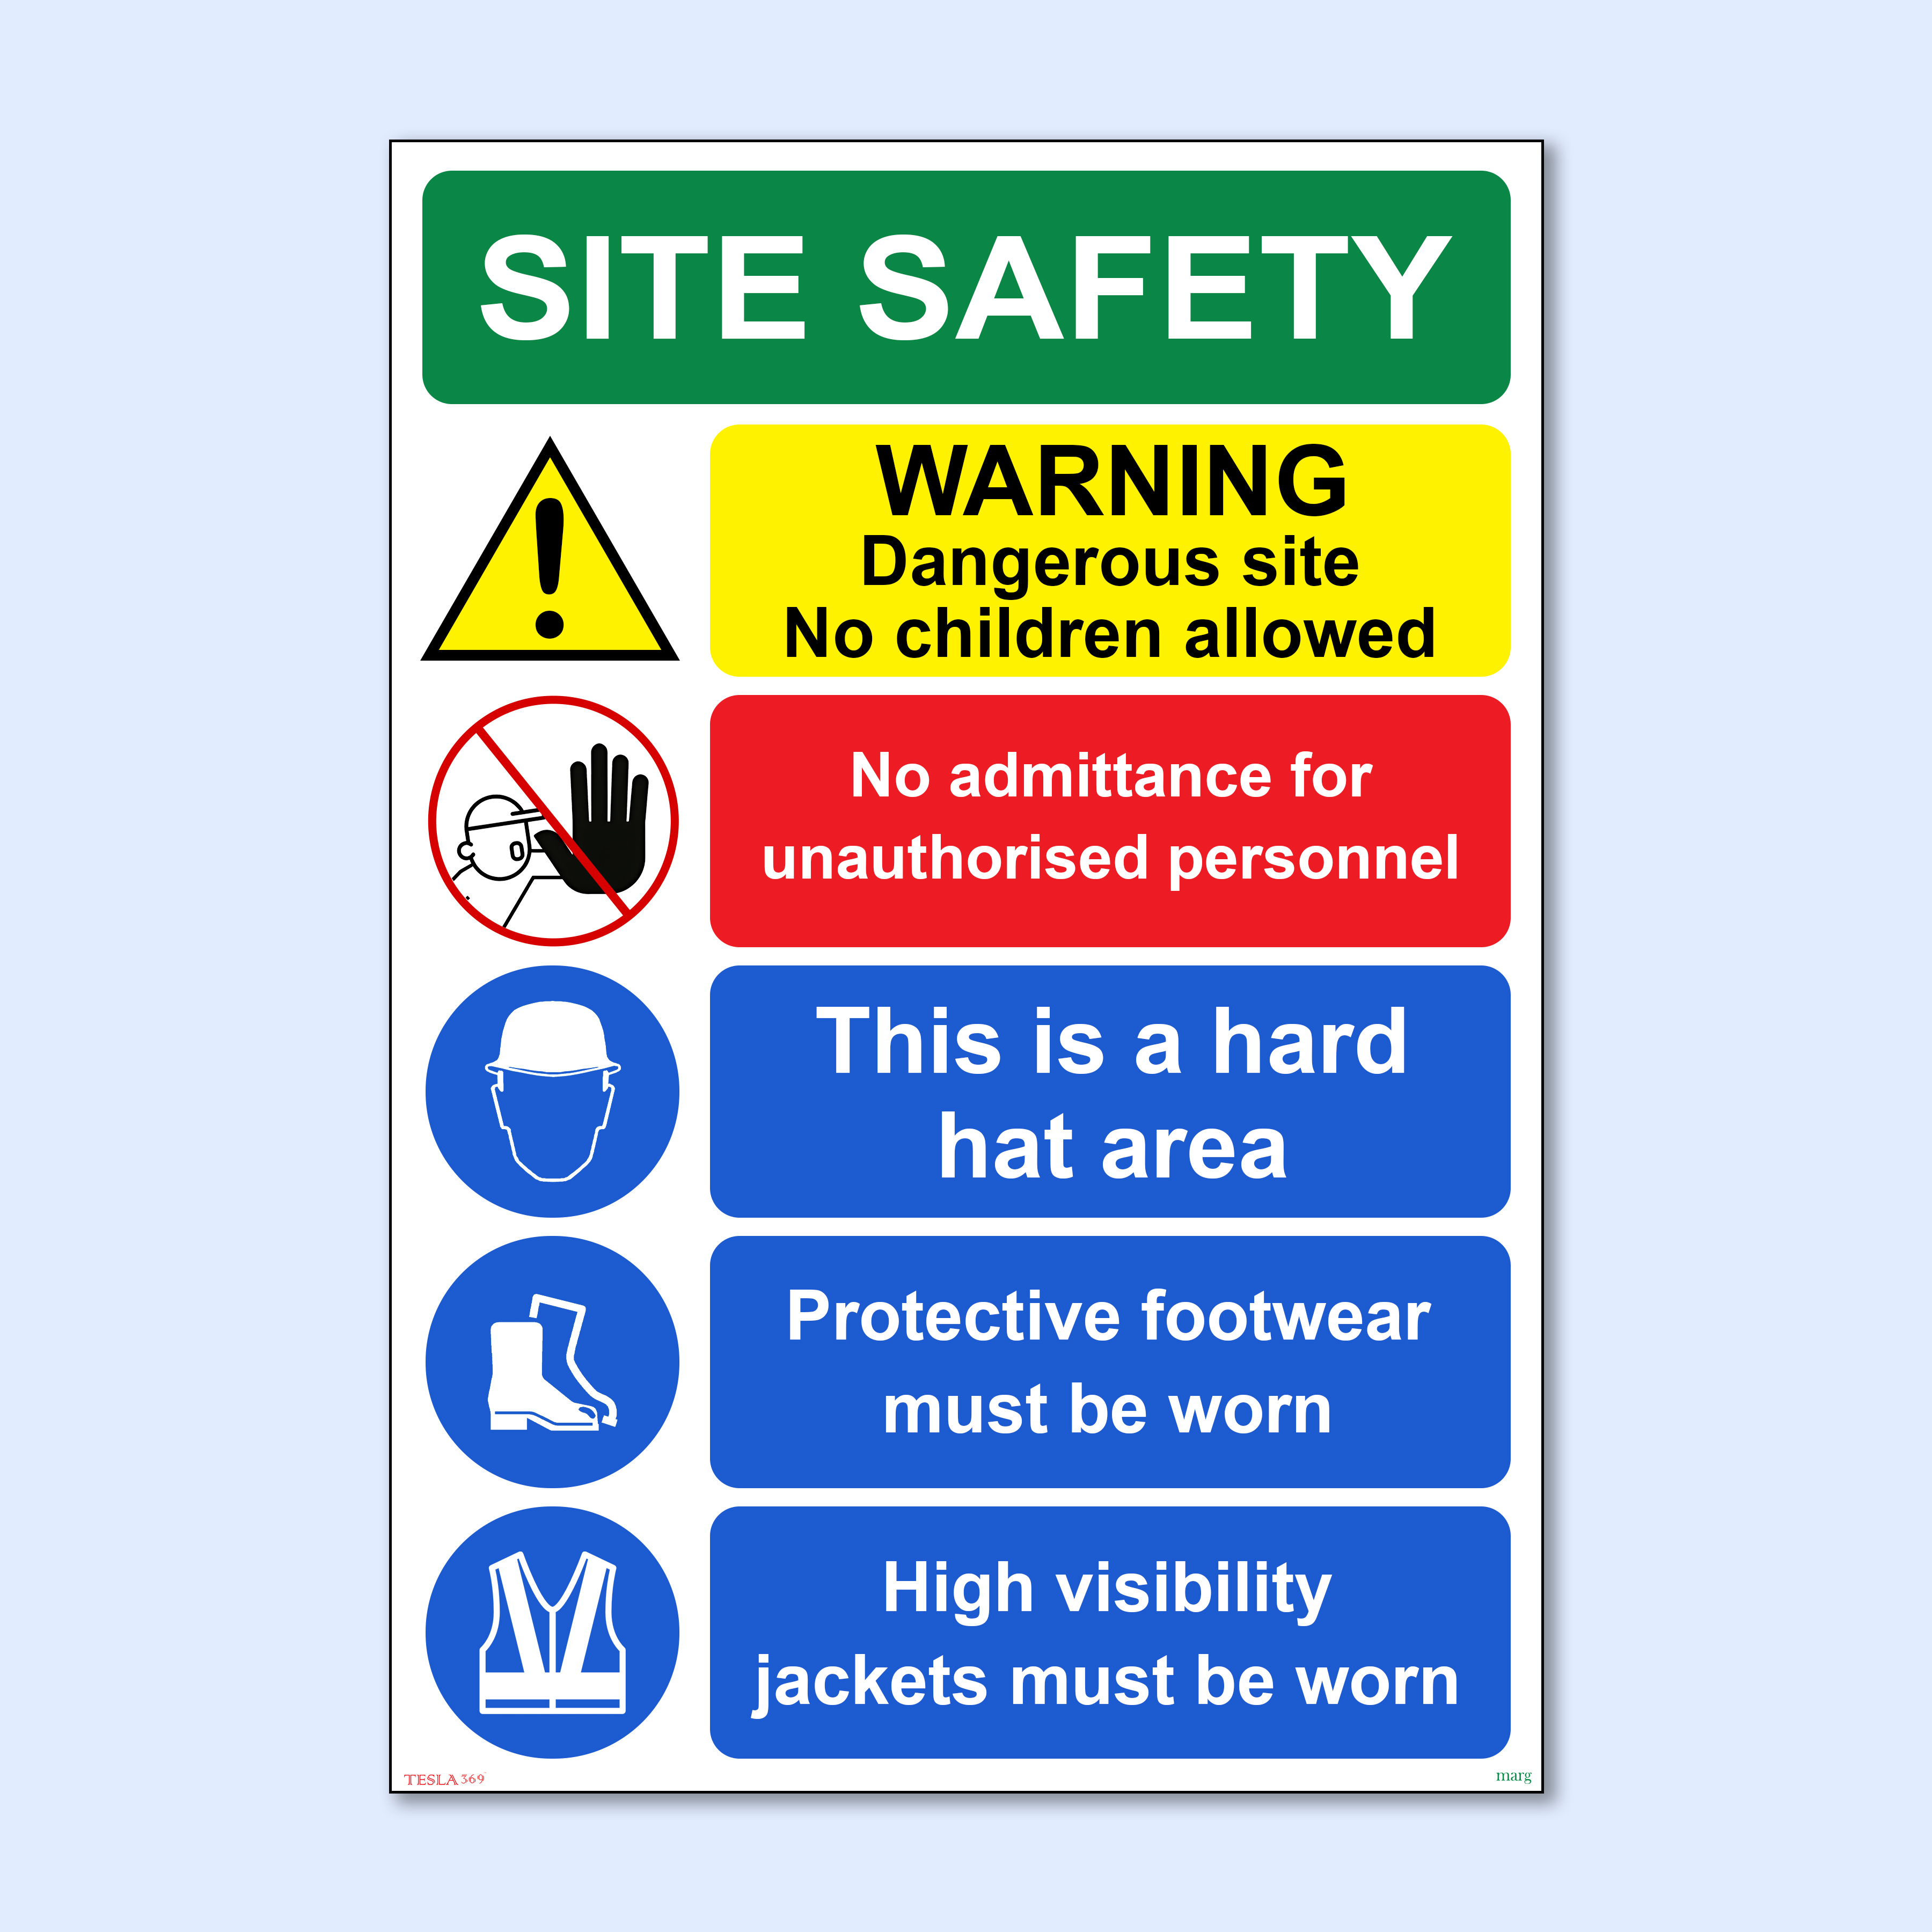 SITE SAFETY
WARNING
Dangerous site
No children allowed
No admittance for
unauthorised personnel
This is a hard
hat area
Protective footwear
must be worn
High visibility
jackets must be worn
TESLA 369
marg